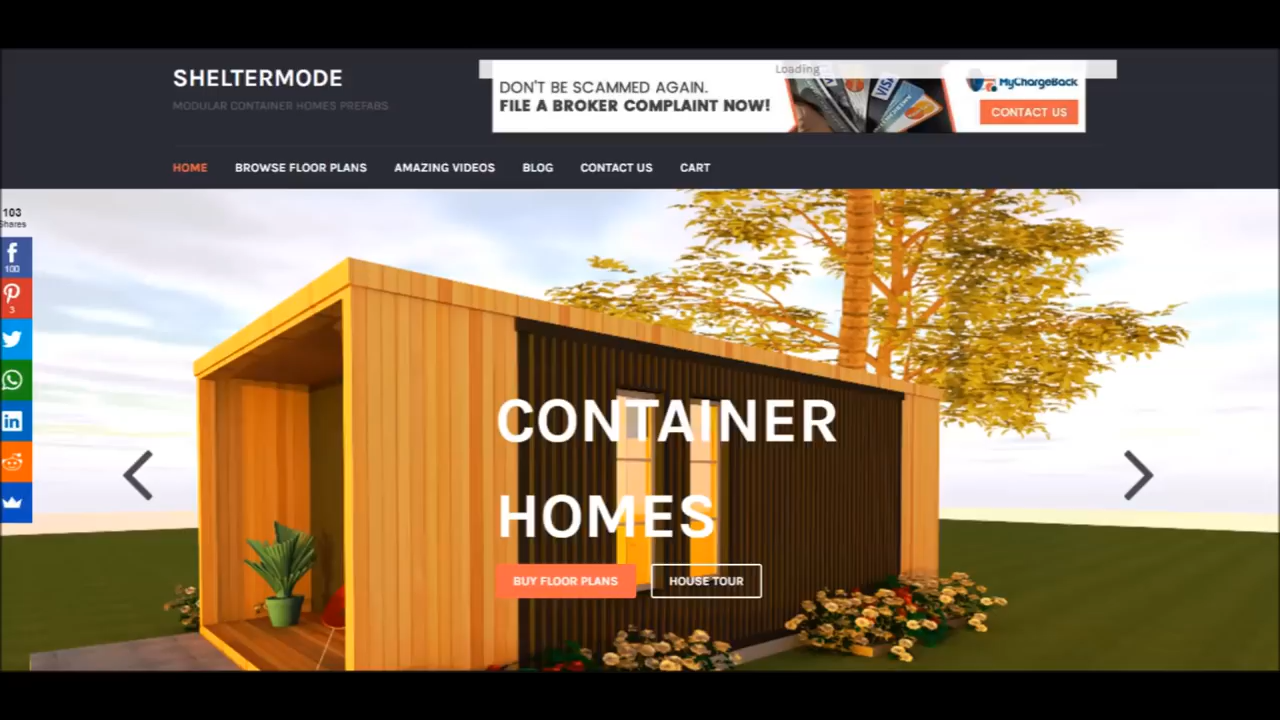 SHELTERMODE
MODULAR CONTAINER HOMES PREFABS
Loading
DON'T BE SCAMMED AGAIN.
FILE A BROKER COMPLAINT NOW!
VISA
MyChargeBack
CONTACT US
HOME BROWSE FLOOR PLANS AMAZING VIDEOS BLOG CONTACT US CART
103
Shares
100
3
CONTAINER
HOMES
BUY FLOOR PLANS HOUSE TOUR